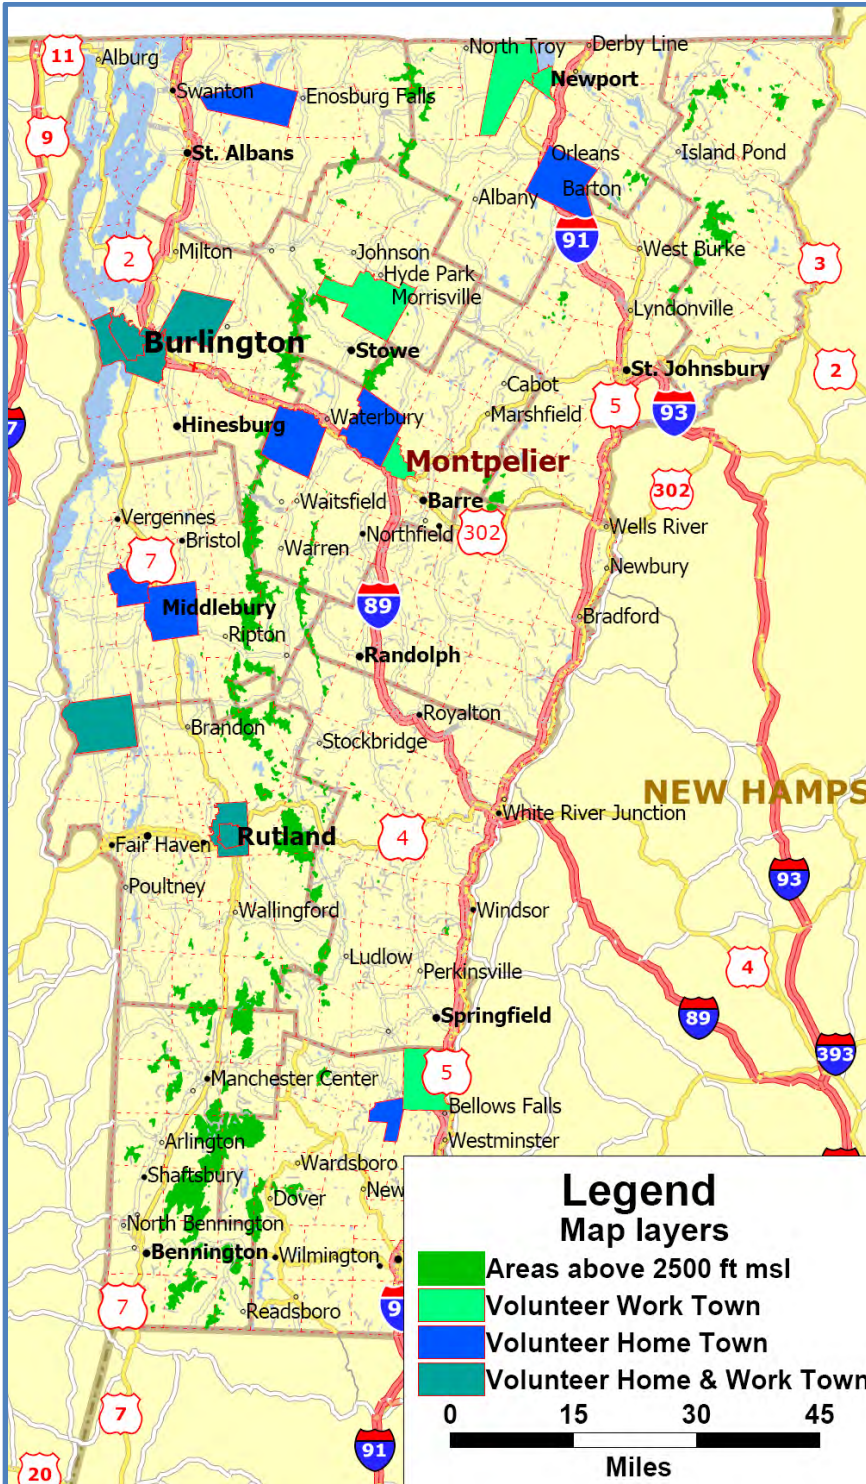 11
Alburg
North Troy
Derby Line
Newport
Swanton
Enosburg Falls
9
St. Albans
Orleans
Island Pond
Barton
Albany
91
2
Milton
Johnson
West Burke
3
Hyde Park
Morrisville
Lyndonville
Burlington
Stowe
St. Johnsbury
2
Cabot
5
93
7
Hinesburg
Waterbury
Marshfield
Montpelier
302
Waitsfield
Barre
Vergennes
Bristol
Warren
Northfield
302
Wells River
7
Newbury
Middlebury
89
Ripton
Bradford
Randolph
Brandon
Royalton
Stockbridge
NEW HAMPS
White River Junction
Rutland
4
Fair Haven
93
Poultney
Wallingford
Windsor
Ludlow
Perkinsville
4
Springfield
89
393
5
Manchester Center
Bellows Falls
Arlington
Westminster
Wardsboro
Shaftsbury
Dover
New
North Bennington
Bennington
Wilmington
7
Readsboro
9
7
91
20
Legend
Map layers
Areas above 2500 ft msl
Volunteer Work Town
Volunteer Home Town
Volunteer Home & Work Town
0 15 30 45
Miles